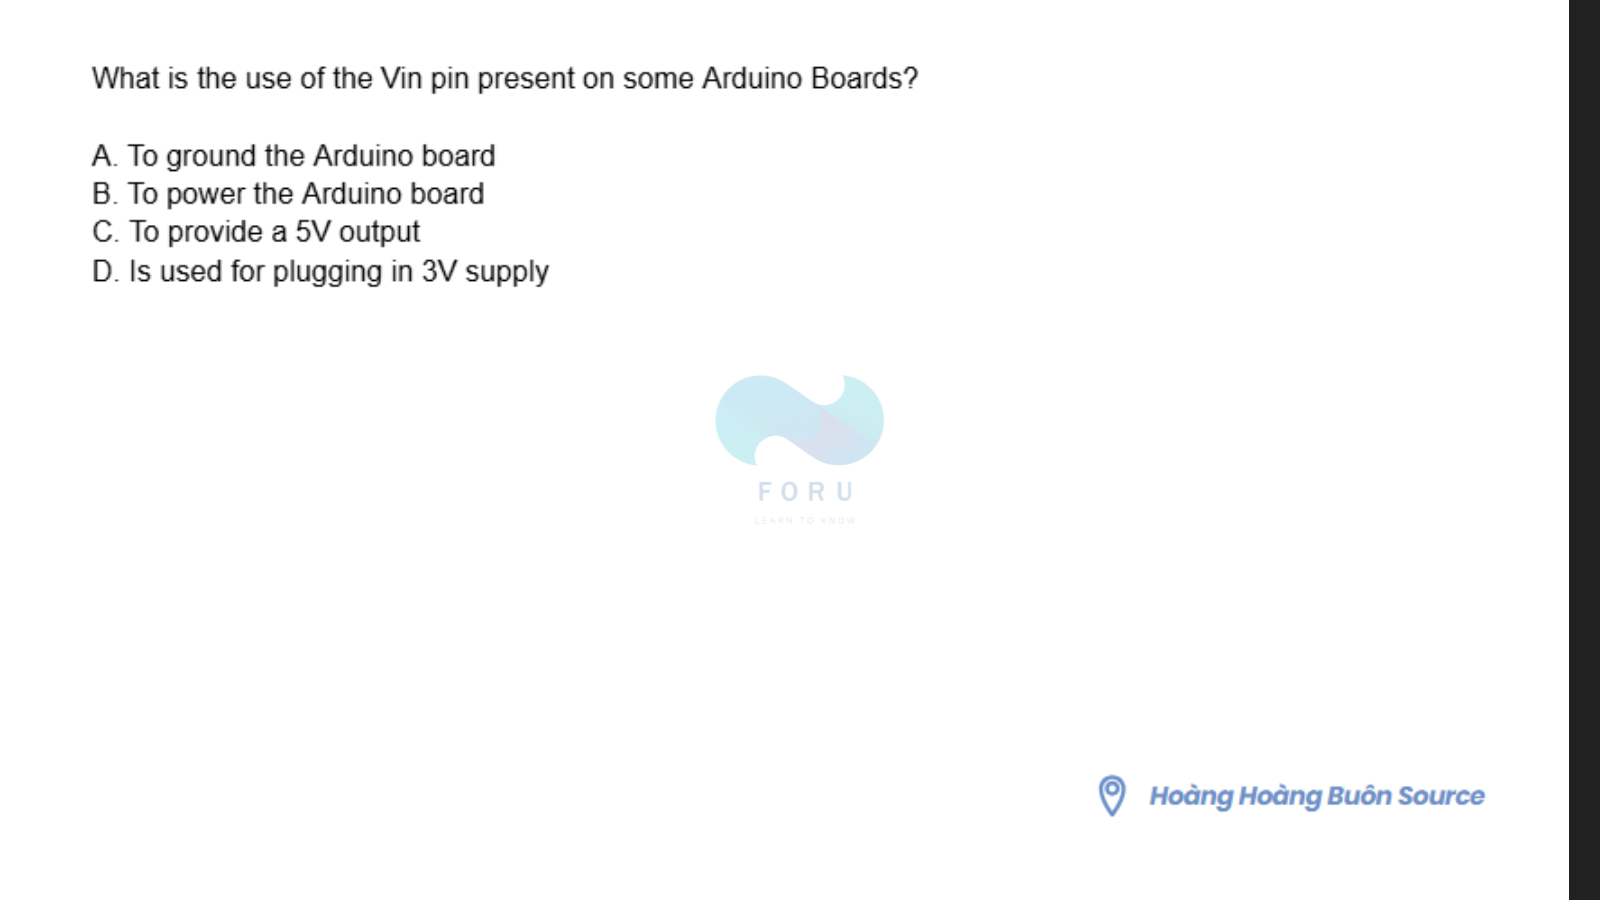 What is the use of the Vin pin present on some Arduino Boards?
A. To ground the Arduino board
B. To power the Arduino board
C. To provide a 5V output
D. Is used for plugging in 3V supply
FORU
LEARN TO KNOW
Hoàng Hoàng Buôn Source